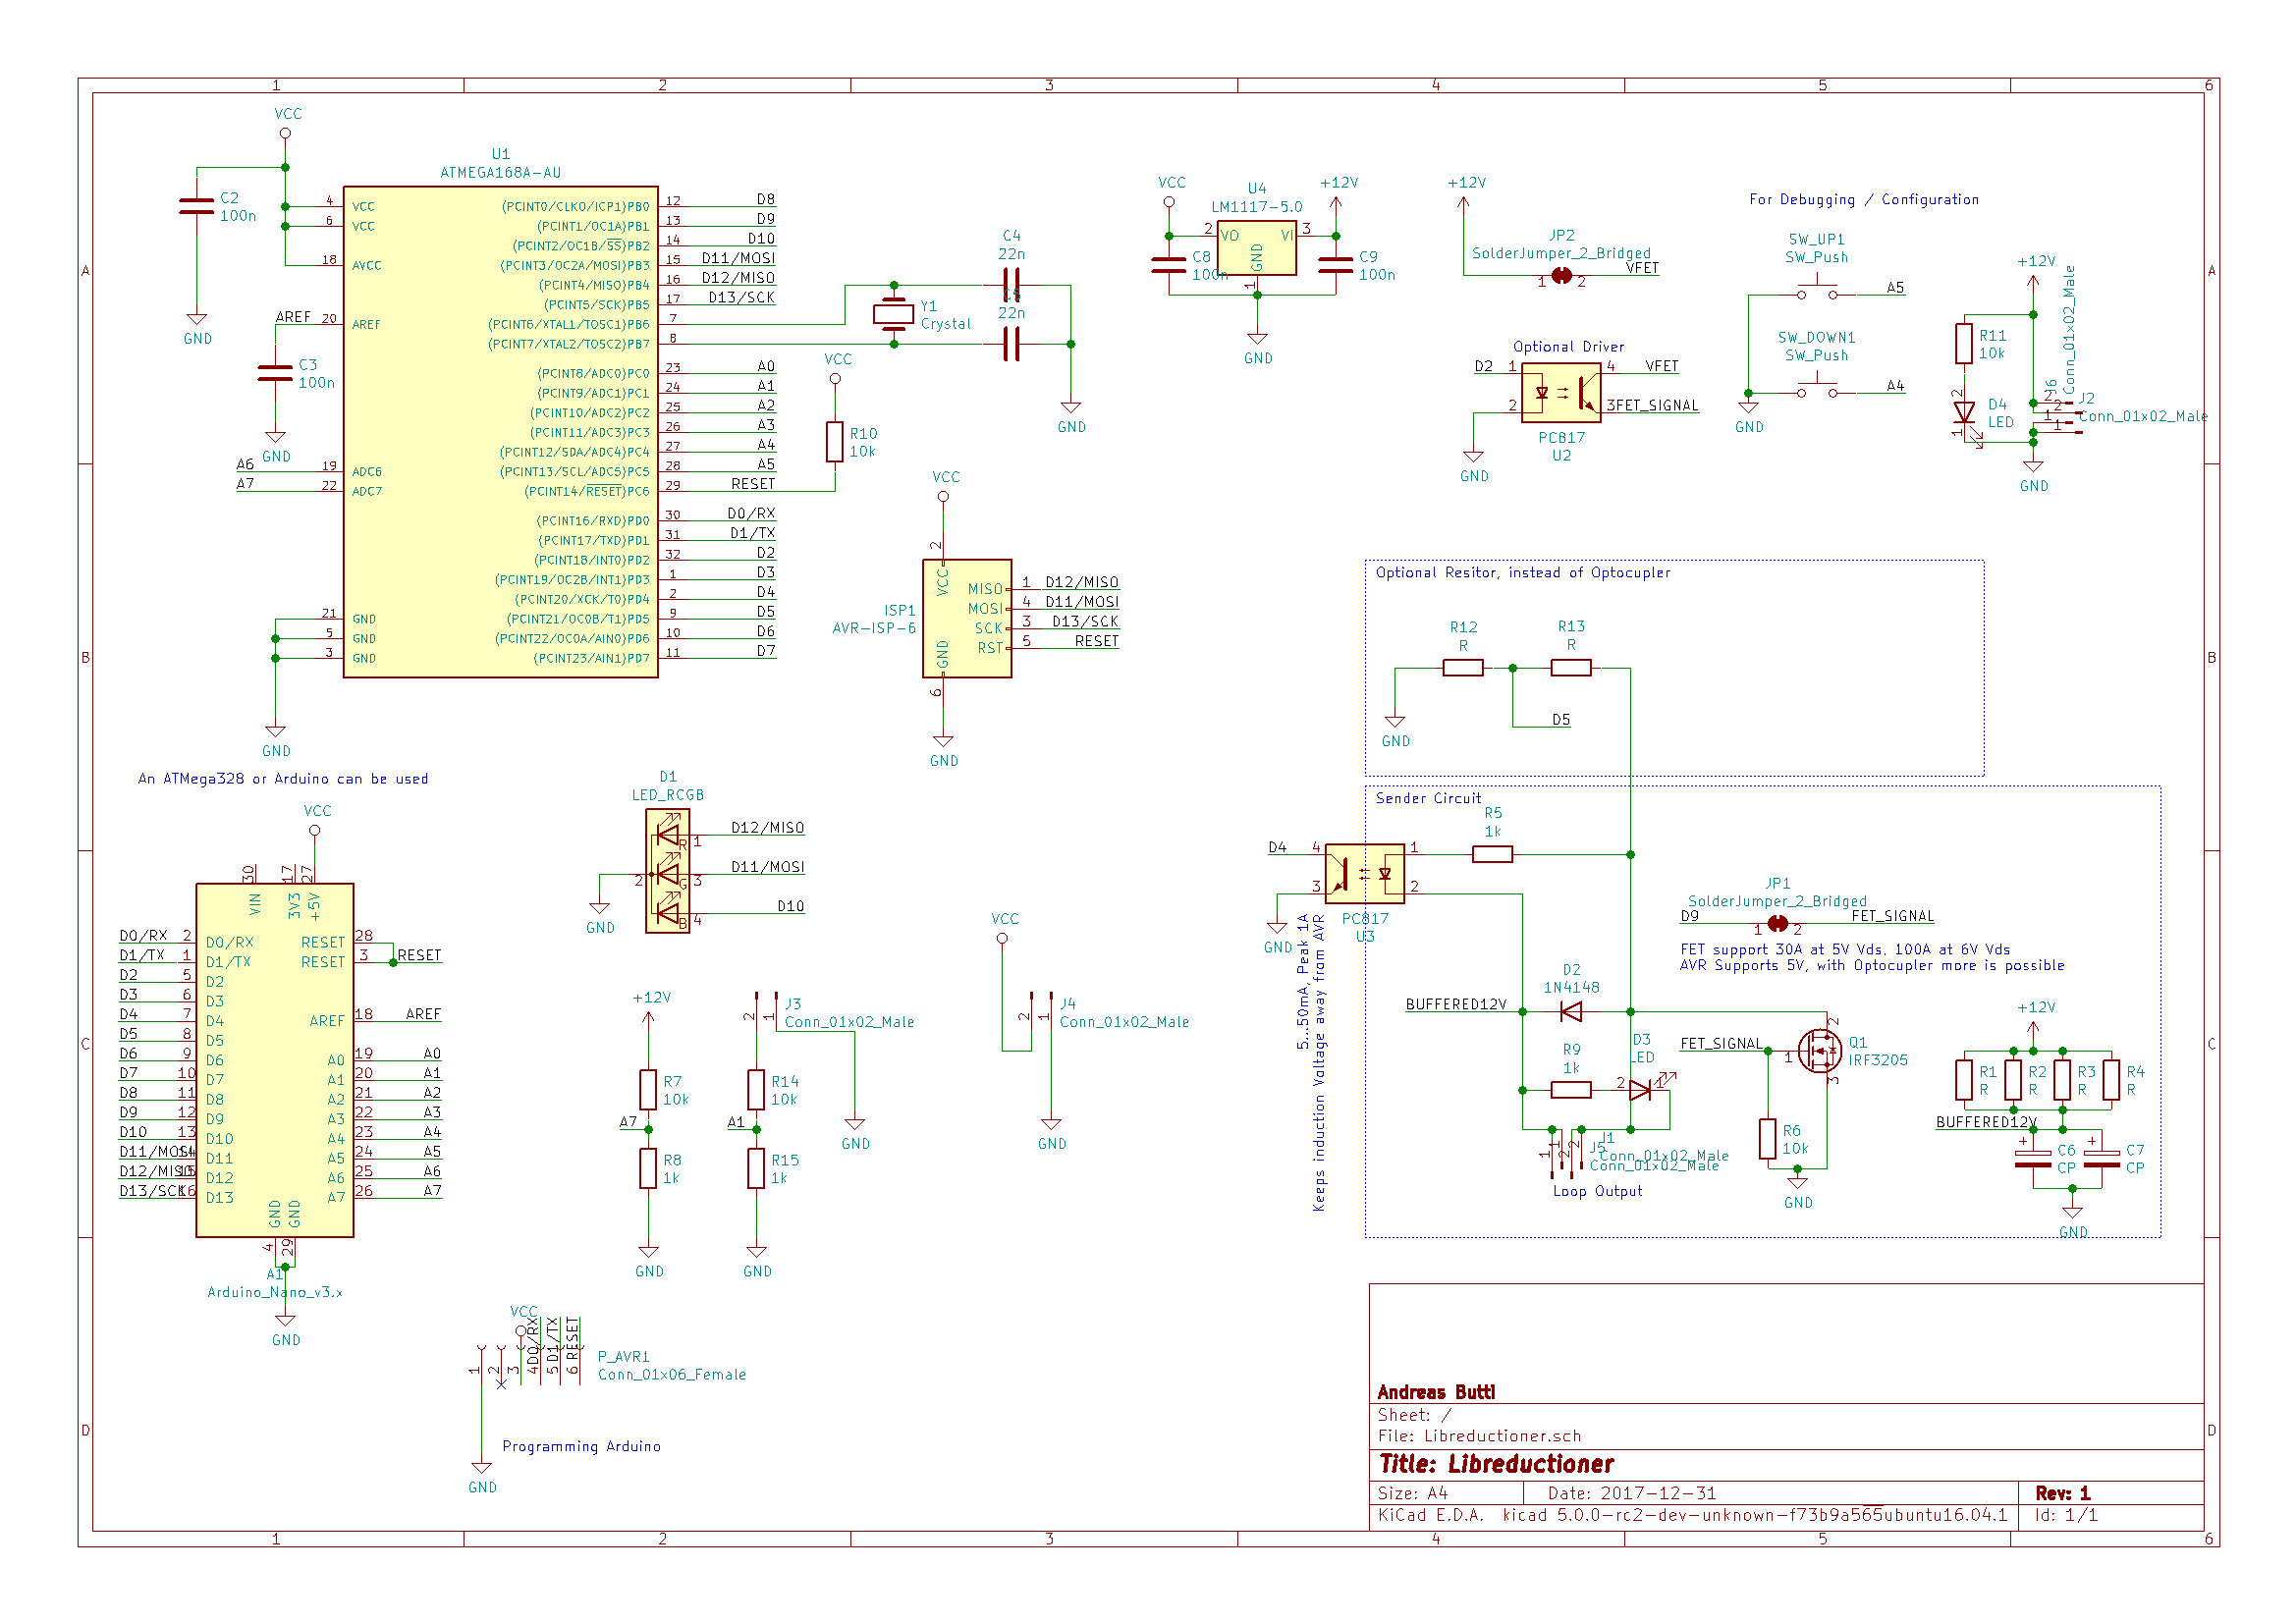 1 2 3 4 5 6
A
B
C
D
VCC
C2
100n
GND
AREF
C3
100n
GND
A6
A7
GND
U1
ATMEGA168A-AU
4 VCC
6 VCC
18 AVCC
20 AREF
19 ADC6
22 ADC7
21 GND
5 GND
3 GND
(PCINT0/CLKO/ICP1)PB0 12 D8
(PCINT1/OC1A)PB1 13 D9
(PCINT2/OC1B/SS)PB2 14 D10
(PCINT3/OC2A/MOSI)PB3 15 D11/MOSI
(PCINT4/MISO)PB4 16 D12/MISO
(PCINT5/SCK)PB5 17 D13/SCK
(PCINT6/XTAL1/TOSC1)PB6 7
(PCINT7/XTAL2/TOSC2)PB7 8
(PCINT8/ADC0)PC0 23 A0
(PCINT9/ADC1)PC1 24 A1
(PCINT10/ADC2)PC2 25 A2
(PCINT11/ADC3)PC3 26 A3
(PCINT12/SDA/ADC4)PC4 27 A4
(PCINT13/SCL/ADC5)PC5 28 A5
(PCINT14/RESET)PC6 29 RESET
(PCINT16/RXD)PD0 30 D0/RX
(PCINT17/TXD)PD1 31 D1/TX
(PCINT18/INT0)PD2 32 D2
(PCINT19/OC2B/INT1)PD3 1 D3
(PCINT20/XCK/T0)PD4 2 D4
(PCINT21/OC0B/T1)PD5 9 D5
(PCINT22/OC0A/AIN0)PD6 10 D6
(PCINT23/AIN1)PD7 11 D7
C4
22n
22n
Y1
Crystal
GND
VCC
R10
10k
VCC
2
VCC
ISP1
AVR-ISP-6
MISO 1 D12/MISO
MOSI 4 D11/MOSI
SCK 3 D13/SCK
RST 5 RESET
GND
6
GND
VCC
U4
LM1117-5.0
+12V
2 VO VI 3
GND
1
C8
100n
C9
100n
GND
+12V
JP2
SolderJumper_2_Bridged
1 2
VFET
Optional Driver
D2 1 4 VFET
2 3 FET_SIGNAL
PC817
U2
GND
For Debugging / Configuration
SW_UP1
SW_Push
A5
SW_DOWN1
SW_Push
A4
GND
+12V
R11
10k
2
D4
LED
1
J6
Conn_01x02_Male
2
1
2
1
J2
Conn_01x02_Male
GND
Optional Resitor, instead of Optocupler
R12
R
R13
R
D5
GND
An ATMega328 or Arduino can be used
VCC
30 17 27
VIN 3V3 +5V
D0/RX 2 D0/RX
D1/TX 1 D1/TX
D2 5 D2
D3 6 D3
D4 7 D4
D5 8 D5
D6 9 D6
D7 10 D7
D8 11 D8
D9 12 D9
D10 13 D10
D11/MOSI 14 D11
D12/MISO 15 D12
D13/SCK 16 D13
RESET 28
RESET 3 RESET
AREF 18 AREF
A0 19 A0
A1 20 A1
A2 21 A2
A3 22 A3
A4 23 A4
A5 24 A5
A6 25 A6
A7 26 A7
GND GND
4 29
A1
Arduino_Nano_v3.x
GND
D1
LED_RCGB
R 1 D12/MISO
2 G 3 D11/MOSI
B 4 D10
GND
+12V
R7
10k
A7
R8
1k
GND
2 1
J3
Conn_01x02_Male
R14
10k
A1
R15
1k
GND
GND
VCC
2 1
J4
Conn_01x02_Male
GND
VCC
D0/RX
D1/TX
RESET
1 2 3 4 5 6
P_AVR1
Conn_01x06_Female
Programming Arduino
GND
Sender Circuit
R5
1k
D4 4 1
3 2
PC817
U3
GND
5...50mA, Peak 1A
Keeps induction Valtage away from AVR
JP1
SolderJumper_2_Bridged
D9 1 2 FET_SIGNAL
FET support 30A at 5V Vds, 100A at 6V Vds
AVR Supports 5V, with Optocupler more is possible
D2
1N4148
BUFFERED12V
R9
1k
D3
LED
2 1
FET_SIGNAL
2
1
3
Q1
IRF3205
R6
10k
GND
1 1 2 2
J1
Conn_01x02_Male
J5
Conn_01x02_Male
Loop Output
+12V
R1
R
R2
R
R3
R
R4
R
BUFFERED12V
C6
CP
C7
CP
GND
Andreas Butti
Sheet: /
File: Libreductioner.sch
Title: Libreductioner
Size: A4
Date: 2017-12-31
Rev: 1
KiCad E.D.A. kicad 5.0.0-rc2-dev-unknown-f73b9a565ubuntu16.04.1
Id: 1/1
1 2 3 4 5 6
A
B
C
D